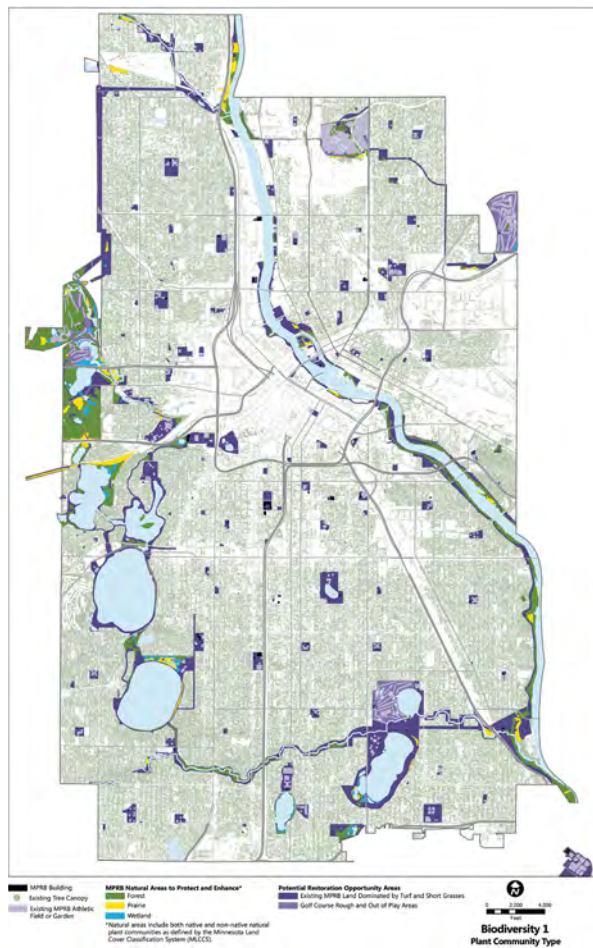 MPRB Building
Existing Tree Canopy
Existing MPRB Athletic
Field or Garden
MPRB Natural Areas to Protect and Enhance*
Forest
Prairie
Wetland
*Natural areas include both native and non-native natural
plant communities as defined by the Minnesota Land
Cover Classification System (MLCCS).
Potential Restoration Opportunity Areas
Existing MPRB Land Dominated by Turf and Short Grasses
Golf Course Rough and Out of Play Areas
N
0 2,000 4,000
Feet
Biodiversity 1
Plant Community Type